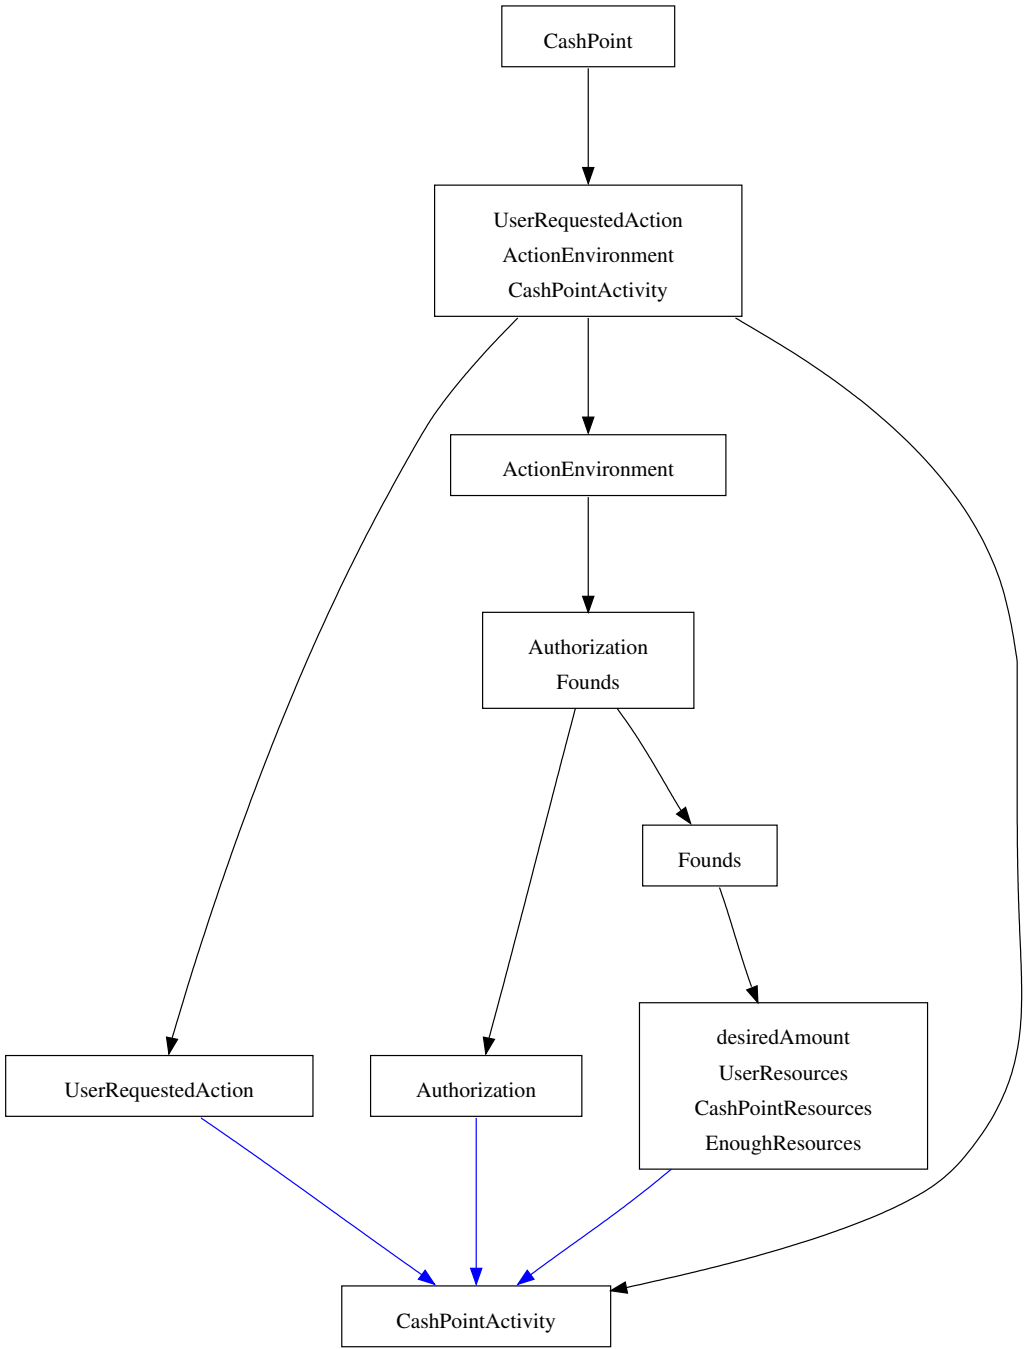 CashPoint
UserRequestedAction
ActionEnvironment
CashPointActivity
ActionEnvironment
Authorization
Founds
Founds
desiredAmount
UserResources
CashPointResources
EnoughResources
UserRequestedAction
Authorization
CashPointActivity